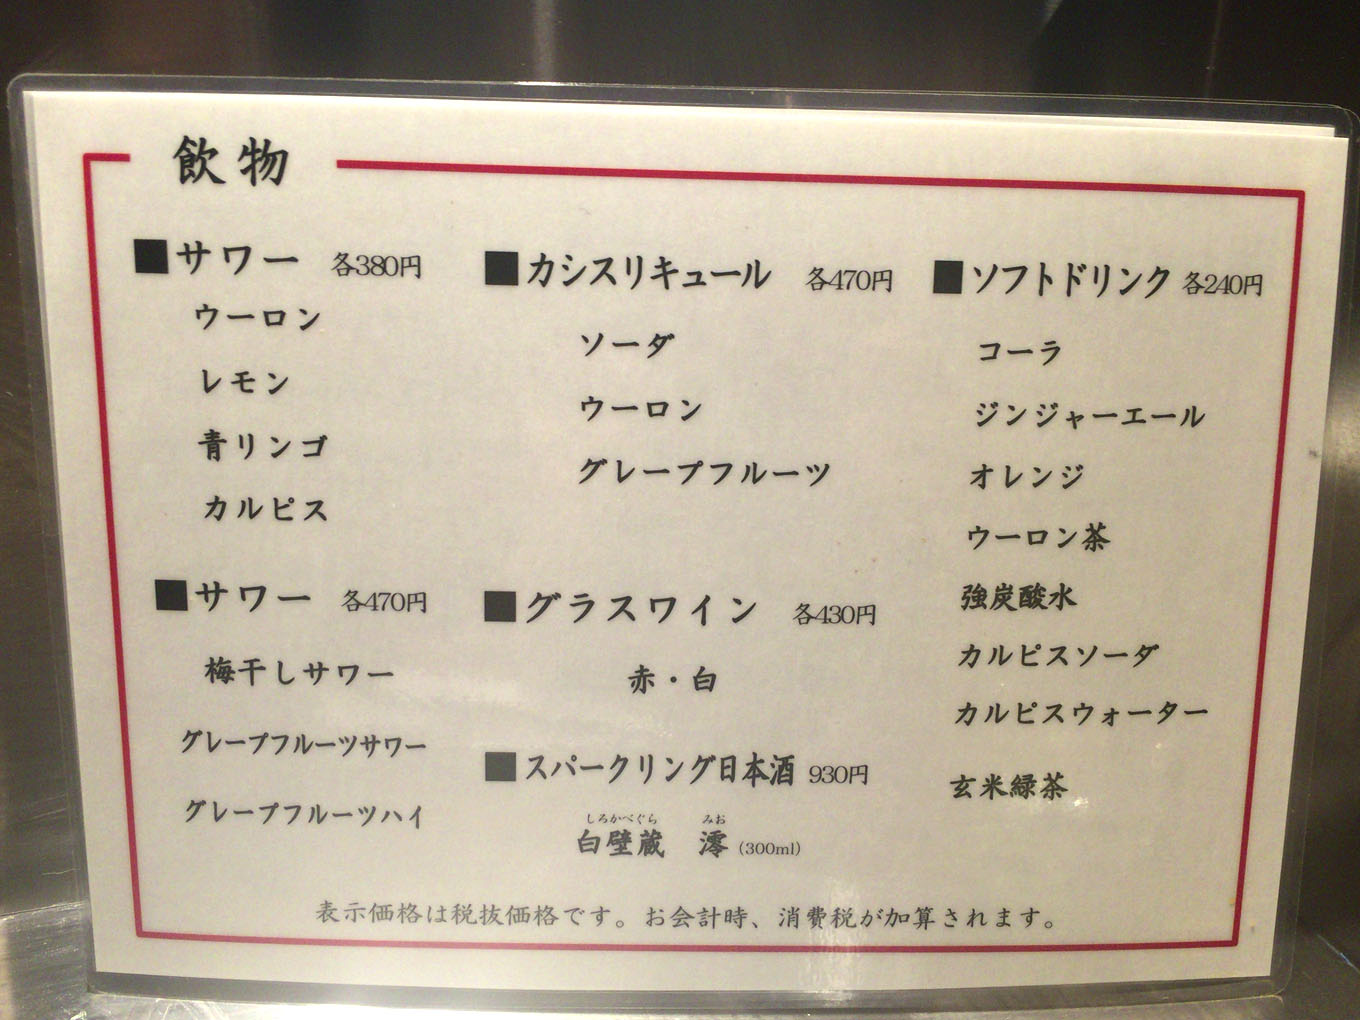 飲物
■サワー 各380円
ウーロン
レモン
青リンゴ
カルピス
■サワー 各470円
梅干しサワー
グレープフルーツサワー
グレープフルーツハイ
■カシスリキュール 各470円
ソーダ
ウーロン
グレープフルーツ
■グラスワイン 各430円
赤・白
■スパークリング日本酒 930円
しろかべぐら みお
白壁蔵 澪 (300ml)
■ソフトドリンク 各240円
コーラ
ジンジャーエール
オレンジ
ウーロン茶
強炭酸水
カルピスソーダ
カルピスウォーター
玄米緑茶
表示価格は税抜価格です。お会計時、消費税が加算されます。